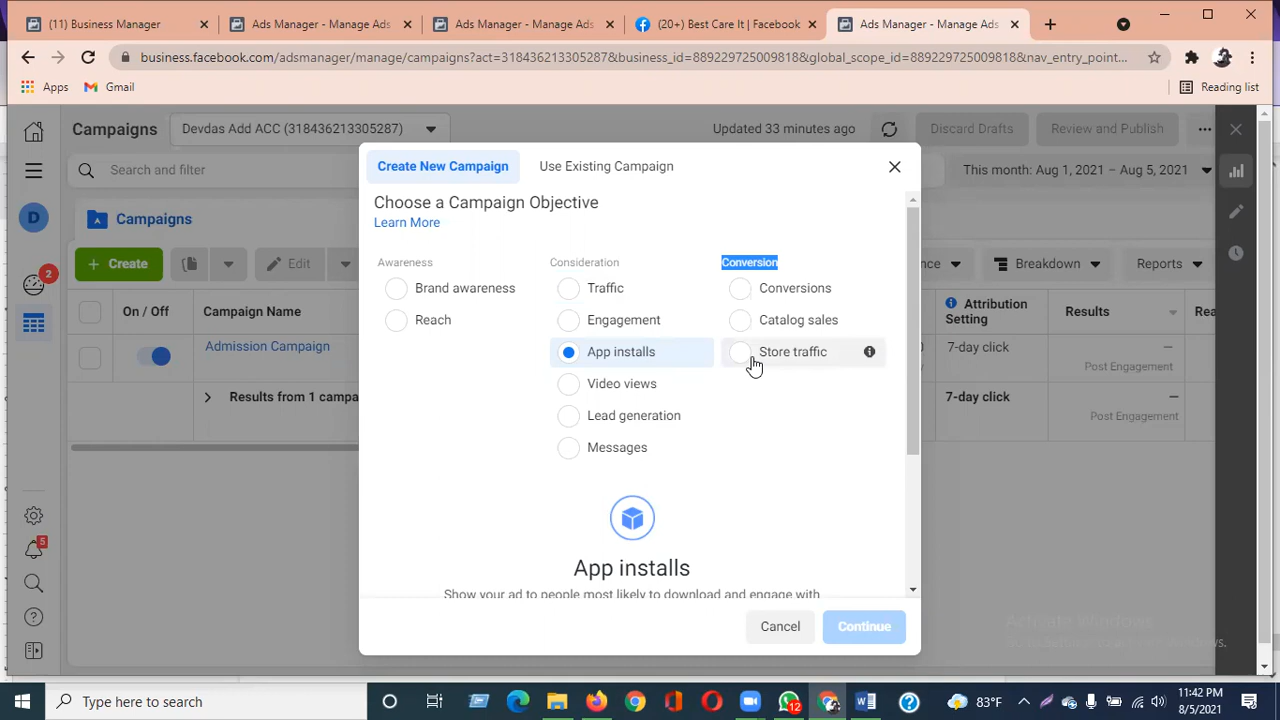 (11) Business Manager
Ads Manager - Manage Ads
Ads Manager - Manage Ads
(20+) Best Care It | Facebook
Ads Manager - Manage Ads
business.facebook.com/adsmanager/manage/campaigns?act=318436213305287&business_id=889229725009818&global_scope_id=889229725009818&nav_entry_point...
Apps
Gmail
Reading list
Campaigns
Devdas Add ACC (318436213305287)
Updated 33 minutes ago
Discard Drafts
Review and Publish
Search and filter
This month: Aug 1, 2021 – Aug 5, 2021
Create New Campaign
Use Existing Campaign
Choose a Campaign Objective
Learn More
D
Campaigns
+ Create
Edit
Breakdown
Reports
Awareness
Consideration
Conversion
Brand awareness
Traffic
Conversions
Reach
Engagement
Catalog sales
App installs
Store traffic
Video views
Lead generation
Messages
2
On / Off
Campaign Name
Attribution
Setting
Results
Admission Campaign
7-day click
—
Post Engagement
Results from 1 campa
7-day click
—
Post Engagement
App installs
Show your ad to people most likely to download and engage with
Cancel
Continue
5
Activate Windows
Type here to search
12
83°F
11:42 PM
8/5/2021